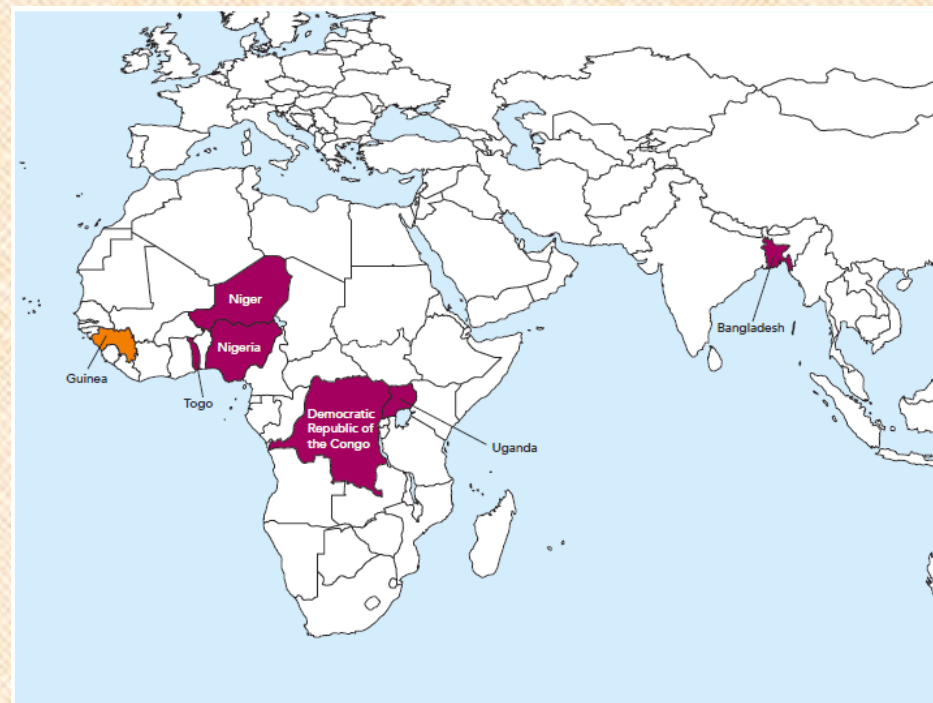 Niger
Nigeria
Bangladesh
Guinea
Togo
Democratic
Republic of
the Congo
Uganda